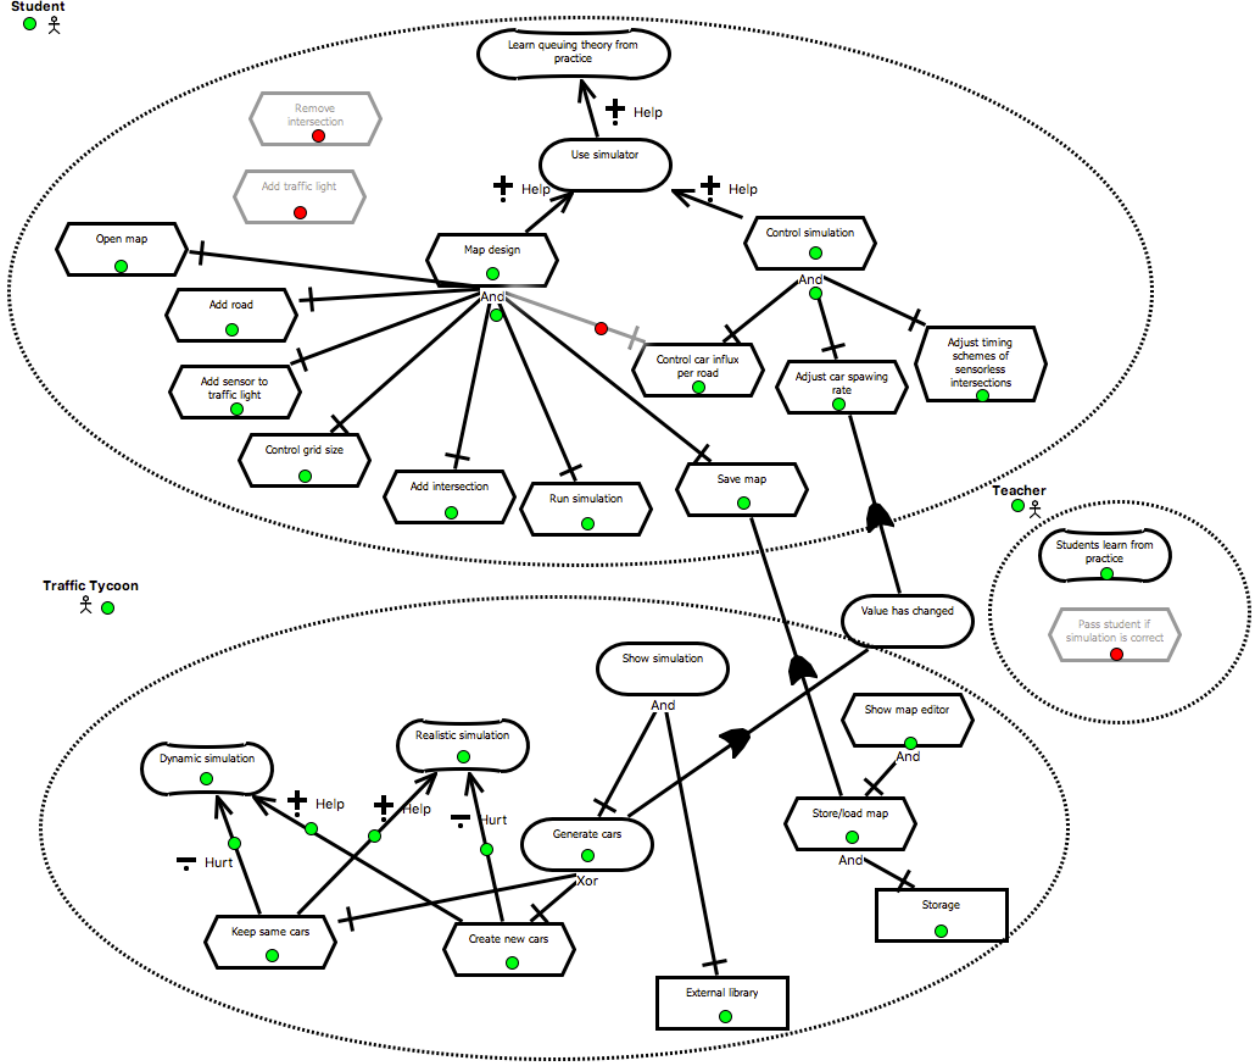 Student
Learn queuing theory from
practice
Remove
intersection
Help
Use simulator
Add traffic light
Help
Help
Open map
Map design
Control simulation
And
And
Add road
Control car influx
per road
Adjust car spawing
rate
Adjust timing
schemes of
sensorless
intersections
Add sensor to
traffic light
Control grid size
Add intersection
Run simulation
Save map
Teacher
Students learn from
practice
Pass student if
simulation is correct
Traffic Tycoon
Value has changed
Show simulation
And
Show map editor
And
Dynamic simulation
Realistic simulation
Help
Help
Hurt
Hurt
Generate cars
Xor
Store/load map
And
Storage
Keep same cars
Create new cars
External library